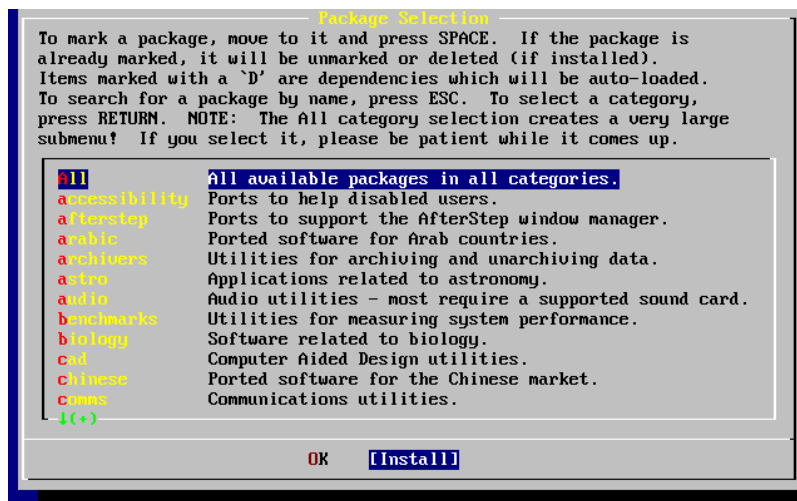 Package Selection
To mark a package, move to it and press SPACE.  If the package is
already marked, it will be unmarked or deleted (if installed).
Items marked with a `D' are dependencies which will be auto-loaded.
To search for a package by name, press ESC.  To select a category,
press RETURN.  NOTE:  The All category selection creates a very large
submenu!  If you select it, please be patient while it comes up.
All All available packages in all categories.
accessibility Ports to help disabled users.
afterstep Ports to support the AfterStep window manager.
arabic Ported software for Arab countries.
archivers Utilities for archiving and unarchiving data.
astro Applications related to astronomy.
audio Audio utilities - most require a supported sound card.
benchmarks Utilities for measuring system performance.
biology Software related to biology.
cad Computer Aided Design utilities.
chinese Ported software for the Chinese market.
comms Communications utilities.
↓(+)
OK [Install]